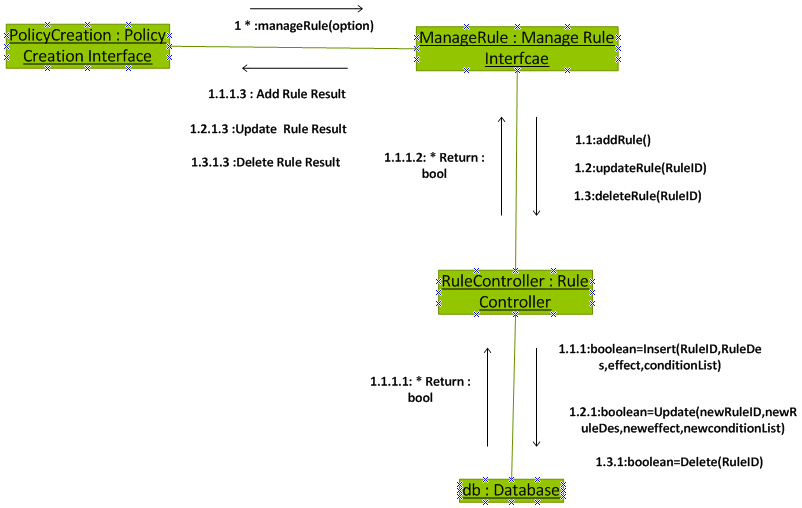 1 * :manageRule(option)
PolicyCreation : Policy
Creation Interface
ManageRule : Manage Rule
Interfcae
1.1.1.3 : Add Rule Result
1.2.1.3 :Update  Rule Result
1.3.1.3 :Delete Rule Result
1.1.1.2: * Return :
bool
1.1:addRule()
1.2:updateRule(RuleID)
1.3:deleteRule(RuleID)
RuleController : Rule
Controller
1.1.1.1: * Return :
bool
1.1.1:boolean=Insert(RuleID,RuleDe
s,effect,conditionList)
1.2.1:boolean=Update(newRuleID,newR
uleDes,neweffect,newconditionList)
1.3.1:boolean=Delete(RuleID)
db : Database